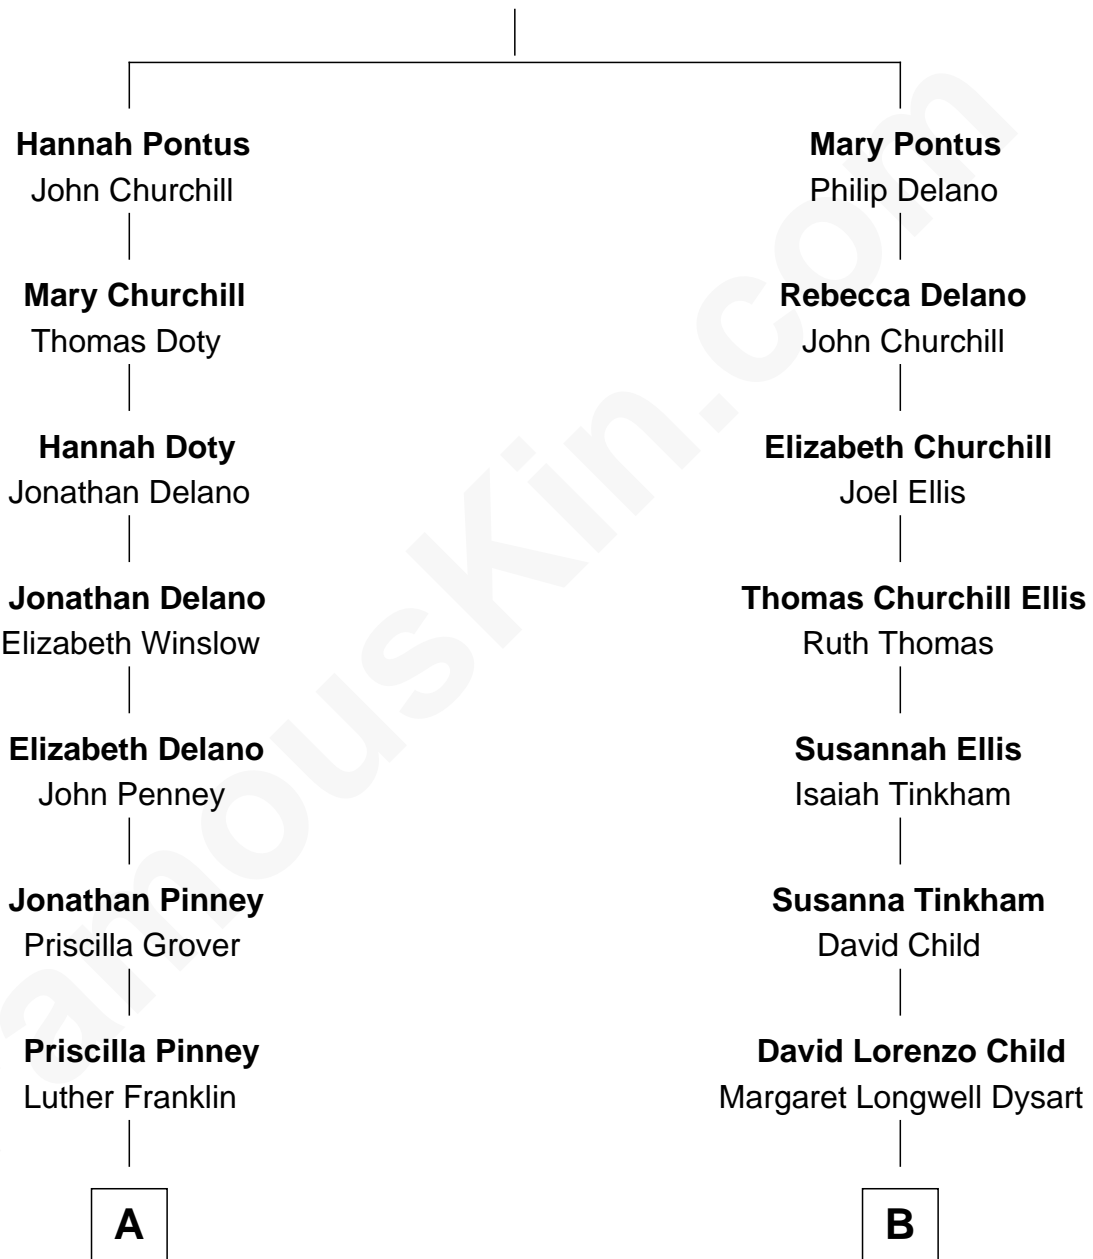 Hannah Pontus
John Churchill
Mary Churchill
Thomas Doty
Hannah Doty
Jonathan Delano
Jonathan Delano
Elizabeth Winslow
Elizabeth Delano
John Penney
Jonathan Pinney
Priscilla Grover
Priscilla Pinney
Luther Franklin
A
Mary Pontus
Philip Delano
Rebecca Delano
John Churchill
Elizabeth Churchill
Joel Ellis
Thomas Churchill Ellis
Ruth Thomas
Susannah Ellis
Isaiah Tinkham
Susanna Tinkham
David Child
David Lorenzo Child
Margaret Longwell Dysart
B
amouskin.com